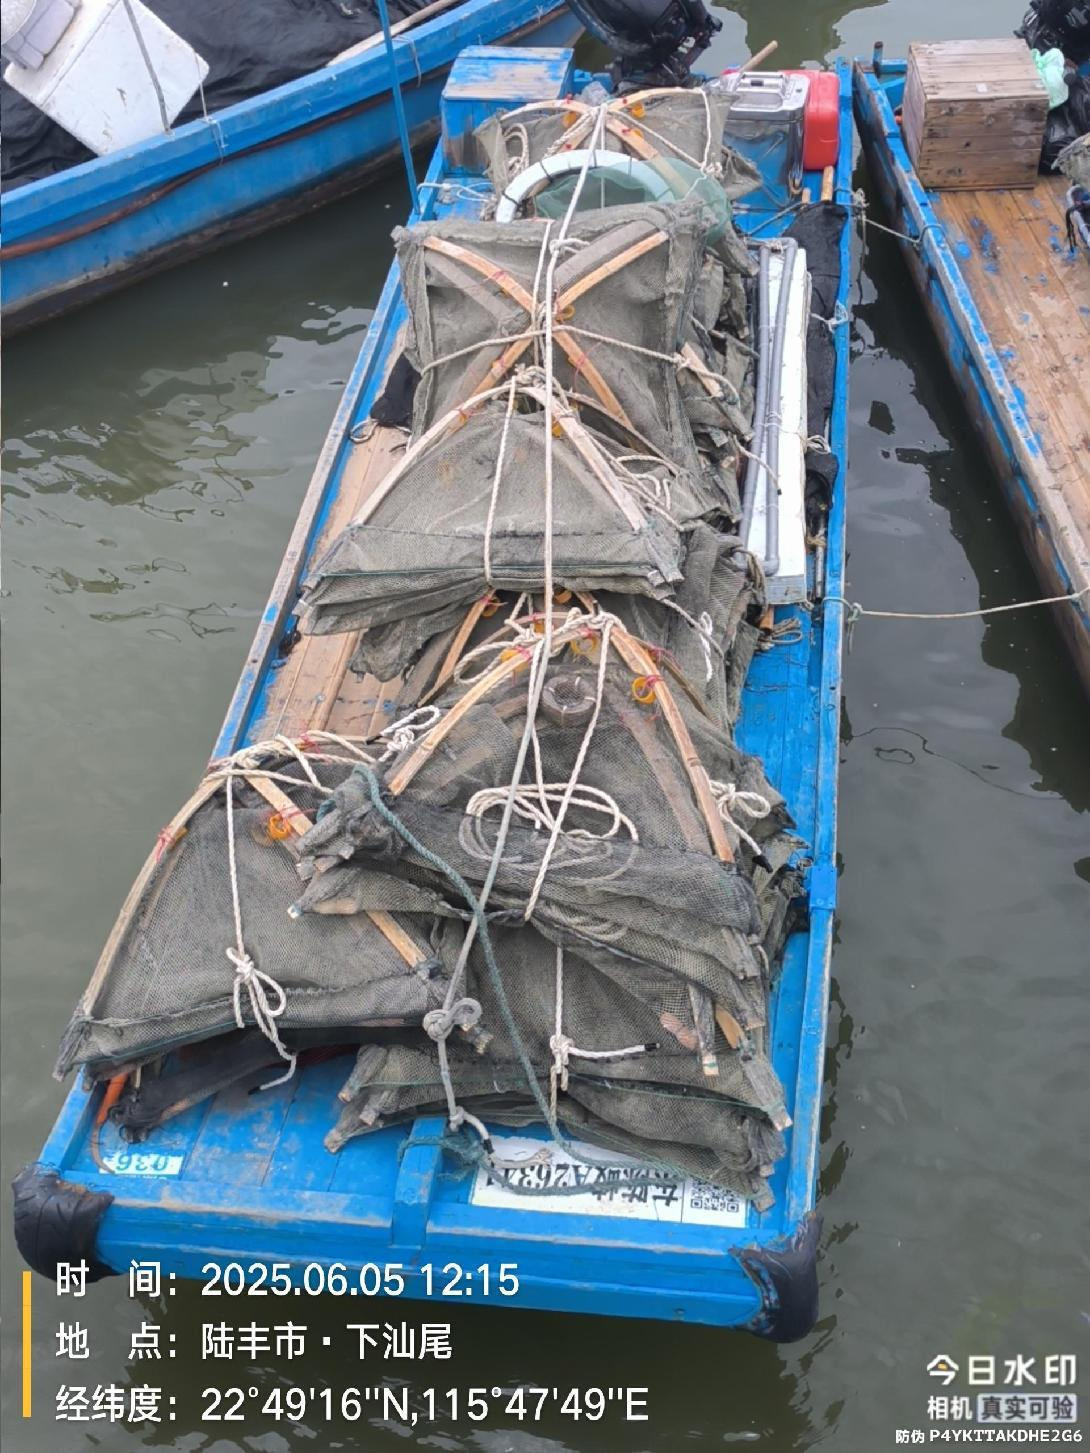 036
时 间：2025.06.05 12:15
地 点：陆丰市·下汕尾
经纬度：22°49'16"N,115°47'49"E
今日水印
相机 真实可验
防伪 P4YKTTAKDHE2G6